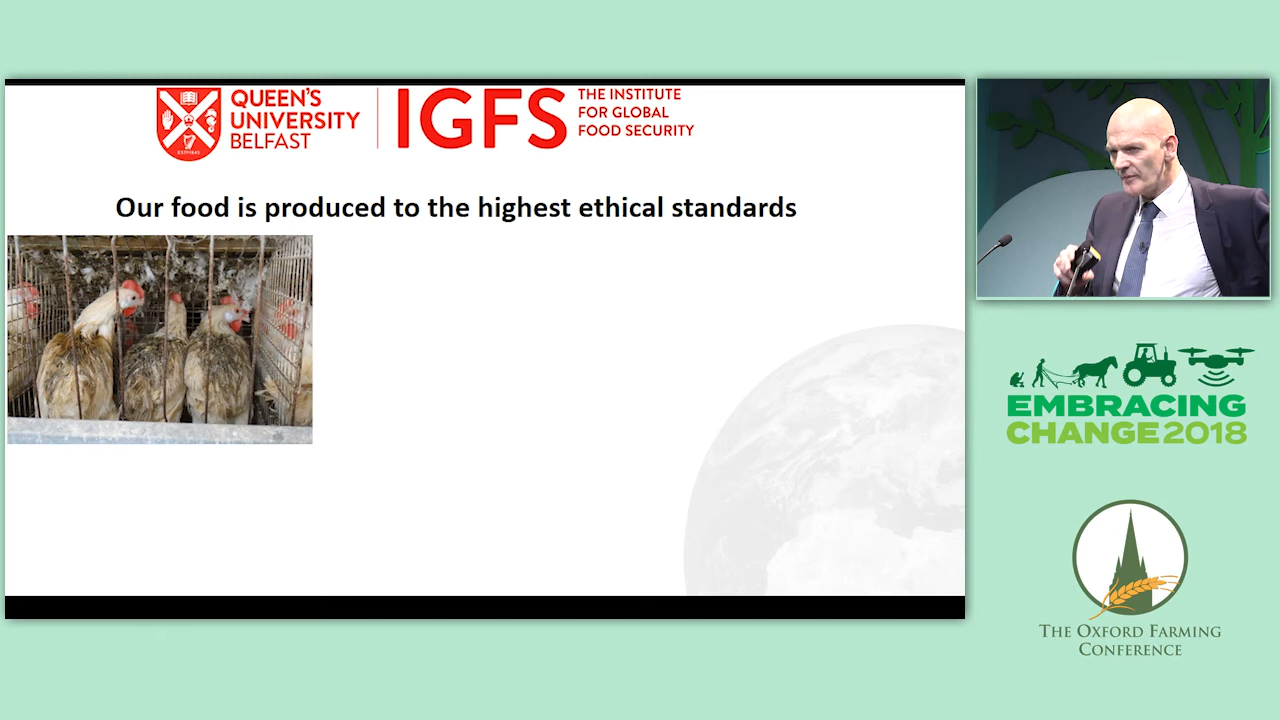 QUEEN'S
UNIVERSITY
BELFAST
ESTD1845
IGFS
THE INSTITUTE
FOR GLOBAL
FOOD SECURITY
Our food is produced to the highest ethical standards
EMBRACING
CHANGE2018
THE OXFORD FARMING
CONFERENCE